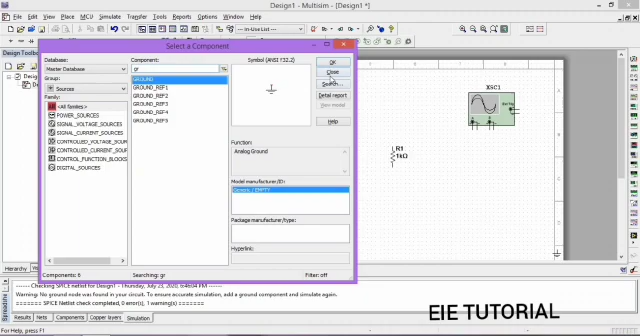 Design1 - Multisim - [Design1 *]
File Edit View Place MCU Simulate Transfer Tools Reports Options Window Help
In-Use List
Design Toolbox
Select a Component
Database:
Master Database
Group:
Sources
Family:
<All families>
POWER_SOURCES
SIGNAL_VOLTAGE_SOURCES
SIGNAL_CURRENT_SOURCES
CONTROLLED_VOLTAGE_SOUR
CONTROLLED_CURRENT_SOUR
CONTROL_FUNCTION_BLOCKS
DIGITAL_SOURCES
Component:
gr
GROUND
GROUND_REF1
GROUND_REF2
GROUND_REF3
GROUND_REF4
GROUND_REF5
Symbol (ANSI Y32.2)
OK
Close
Search...
Detail report
View model
Help
Function:
Analog Ground
Model manufacturer/ID:
Generic / EMPTY
Package manufacturer/type:
Hyperlink:
Components: 6
Searching: gr
Filter: off
XSC1
R1
1kΩ
Hierarchy
Checking SPICE netlist for Design1 - Thursday, July 23, 2020, 6:46:04 PM
Warning: No ground node was found in your circuit. To ensure accurate simulation, add a ground component and simulate again.
======= SPICE Netlist check completed, 0 error(s), 1 warning(s) =======
Results Nets Components Copper layers Simulation
For Help, press F1
EIE TUTORIAL